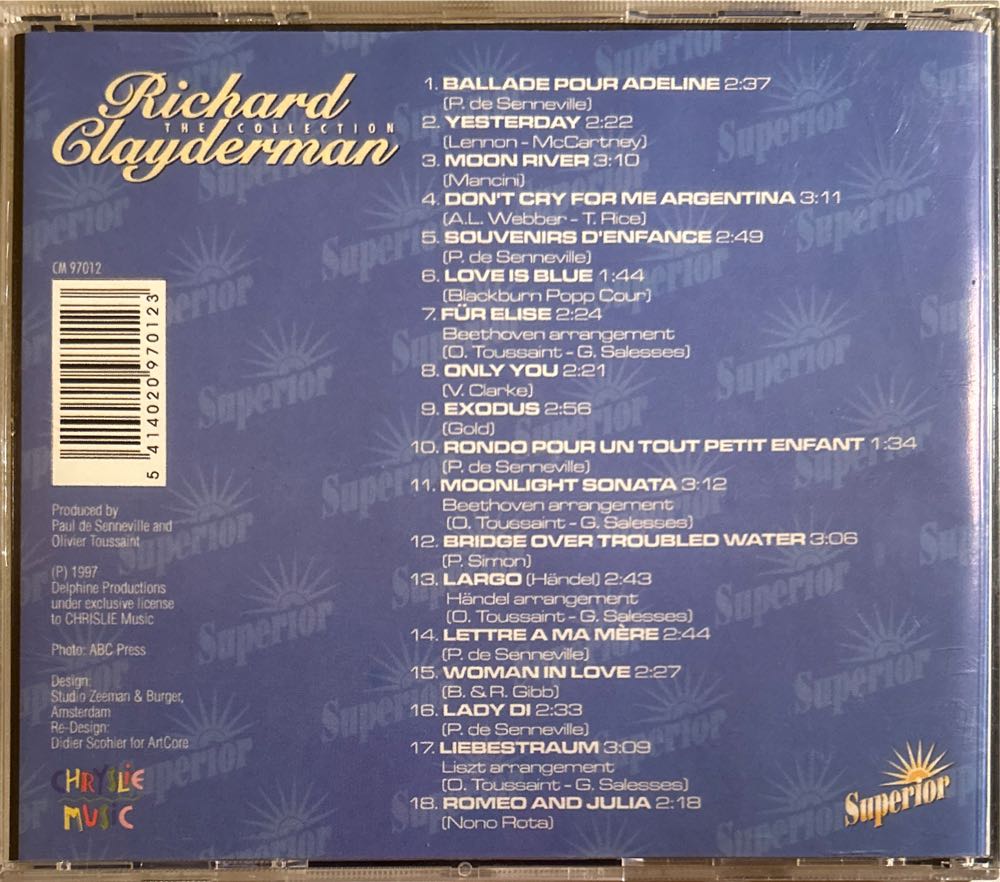 Richard
THE COLLECTION
Clayderman
1. BALLADE POUR ADELINE 2:37
(P. de Senneville)
2. YESTERDAY 2:22
(Lennon - McCartney)
3. MOON RIVER 3:10
(Mancini)
4. DON'T CRY FOR ME ARGENTINA 3:11
(A.L. Webber - T. Rice)
5. SOUVENIRS D'ENFANCE 2:49
(P. de Senneville)
6. LOVE IS BLUE 1:44
(Blackburn Popp Cour)
7. FÜR ELISE 2:24
Beethoven arrangement
(O. Toussaint - G. Salesses)
8. ONLY YOU 2:21
(V. Clarke)
9. EXODUS 2:56
(Gold)
10. RONDO POUR UN TOUT PETIT ENFANT 1:34
(P. de Senneville)
11. MOONLIGHT SONATA 3:12
Beethoven arrangement
(O. Toussaint - G. Salesses)
12. BRIDGE OVER TROUBLED WATER 3:06
(P. Simon)
13. LARGO (Händel) 2:43
Händel arrangement
(O. Toussaint - G. Salesses)
14. LETTRE A MA MÈRE 2:44
(P. de Senneville)
15. WOMAN IN LOVE 2:27
(B. & R. Gibb)
16. LADY DI 2:33
(P. de Senneville)
17. LIEBESTRAUM 3:09
Liszt arrangement
(O. Toussaint - G. Salesses)
18. ROMEO AND JULIA 2:18
(Nono Rota)
CM 97012
5 414020 970123
Produced by
Paul de Senneville and
Olivier Toussaint
(P) 1997
Delphine Productions
under exclusive license
to CHRISLIE Music
Photo: ABC Press
Design:
Studio Zeeman & Burger,
Amsterdam
Re-Design:
Didier Scohier for ArtCore
CHRYSLIE
MUSIC
Superior